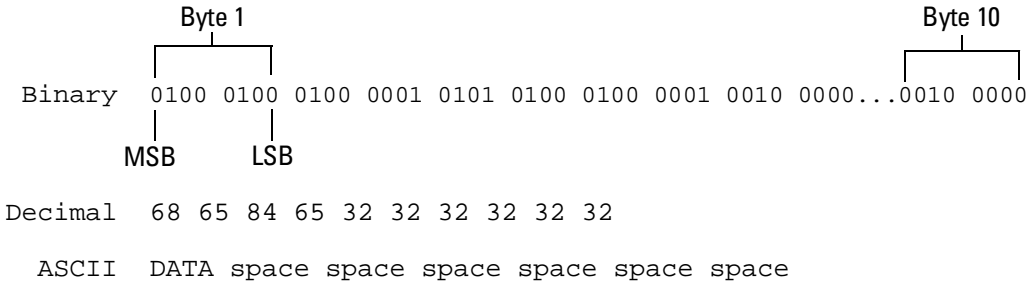 Byte 1 Byte 10
Binary 0100 0100 0100 0001 0101 0100 0100 0001 0010 0000...0010 0000
MSB LSB
Decimal 68 65 84 65 32 32 32 32 32 32
ASCII DATA space space space space space space